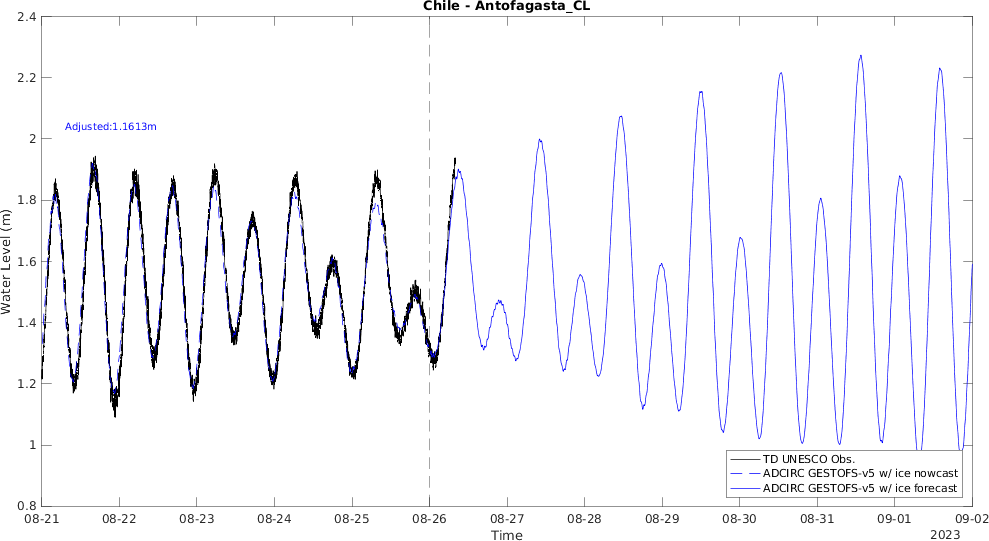 Chile - Antofagasta_CL
2.4
2.2
2
1.8
1.6
1.4
1.2
1
0.8
Water Level (m)
Adjusted:1.1613m
TD UNESCO Obs.
ADCIRC GESTOFS-v5 w/ ice nowcast
ADCIRC GESTOFS-v5 w/ ice forecast
08-21 08-22 08-23 08-24 08-25 08-26 08-27 08-28 08-29 08-30 08-31 09-01 09-02
Time
2023